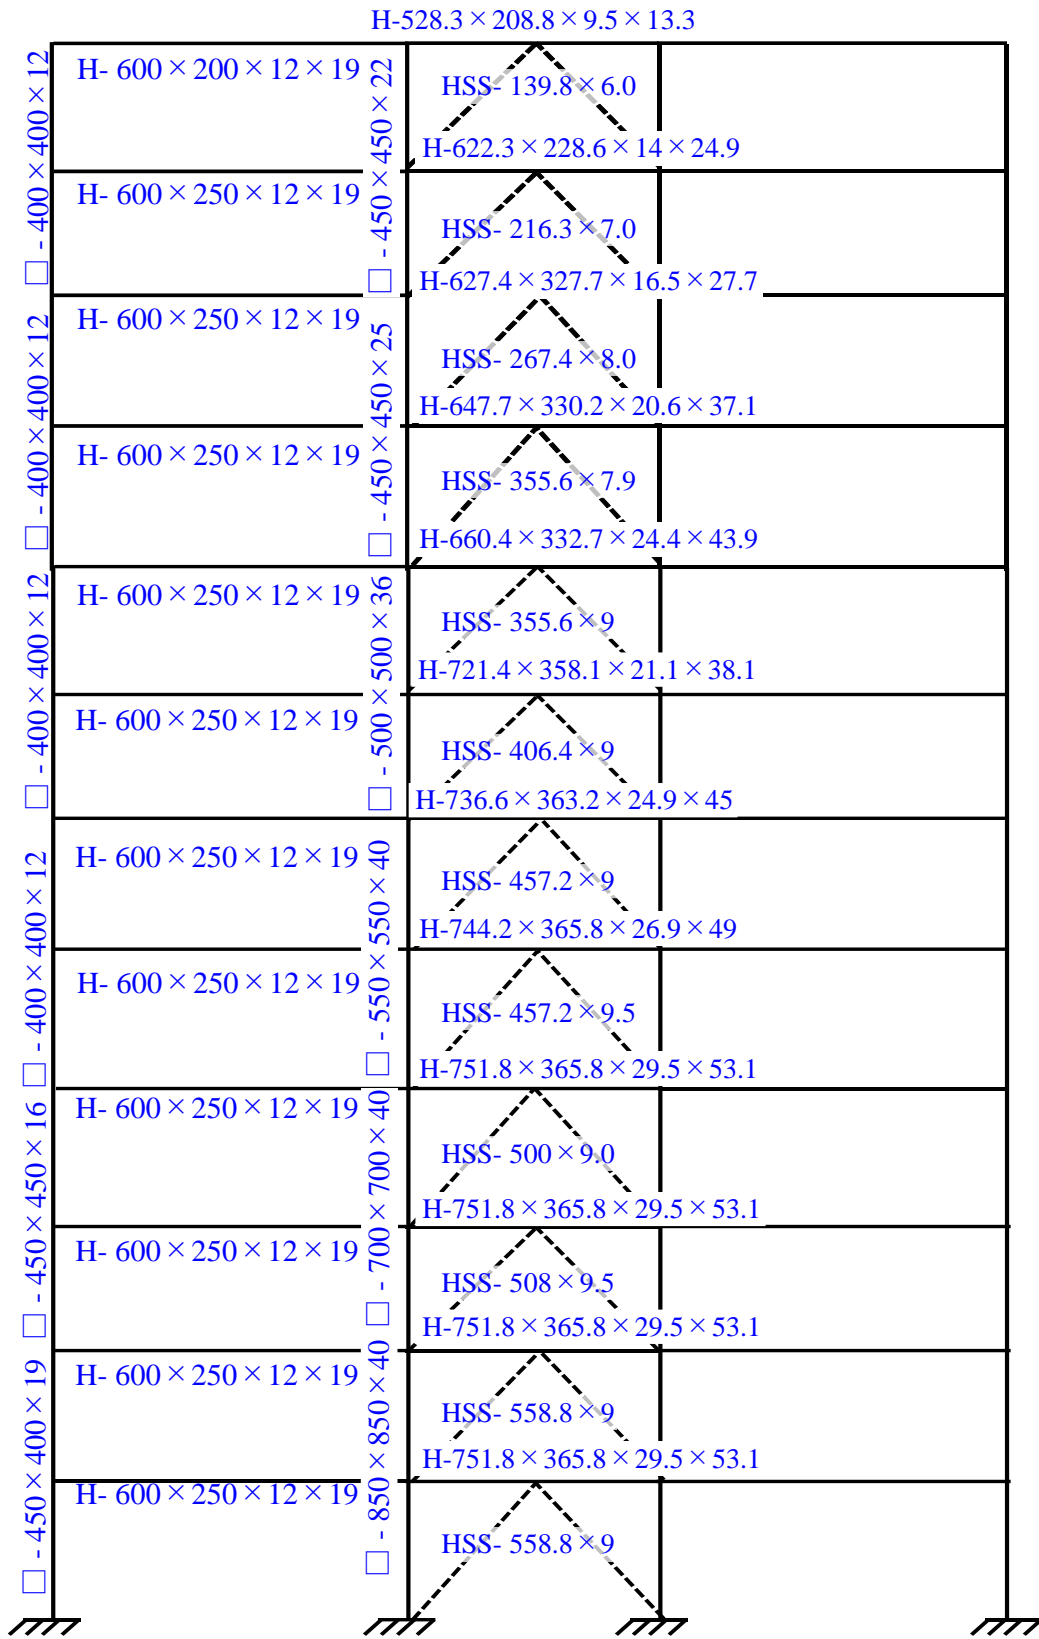 H-528.3×208.8×9.5×13.3
□ - 400×400×12
H- 600×200×12×19
□ - 450×450×22
HSS- 139.8×6.0
H-622.3×228.6×14×24.9
H- 600×250×12×19
HSS- 216.3×7.0
H-627.4×327.7×16.5×27.7
□ - 400×400×12
H- 600×250×12×19
□ - 450×450×25
HSS- 267.4×8.0
H-647.7×330.2×20.6×37.1
H- 600×250×12×19
HSS- 355.6×7.9
H-660.4×332.7×24.4×43.9
□ - 400×400×12
H- 600×250×12×19
□ - 500×500×36
HSS- 355.6×9
H-721.4×358.1×21.1×38.1
H- 600×250×12×19
HSS- 406.4×9
H-736.6×363.2×24.9×45
□ - 400×400×12
H- 600×250×12×19
□ - 550×550×40
HSS- 457.2×9
H-744.2×365.8×26.9×49
H- 600×250×12×19
HSS- 457.2×9.5
H-751.8×365.8×29.5×53.1
□ - 450×450×16
H- 600×250×12×19
□ - 700×700×40
HSS- 500×9.0
H-751.8×365.8×29.5×53.1
H- 600×250×12×19
HSS- 508×9.5
H-751.8×365.8×29.5×53.1
□ - 450×400×19
H- 600×250×12×19
□ - 850×850×40
HSS- 558.8×9
H-751.8×365.8×29.5×53.1
H- 600×250×12×19
HSS- 558.8×9